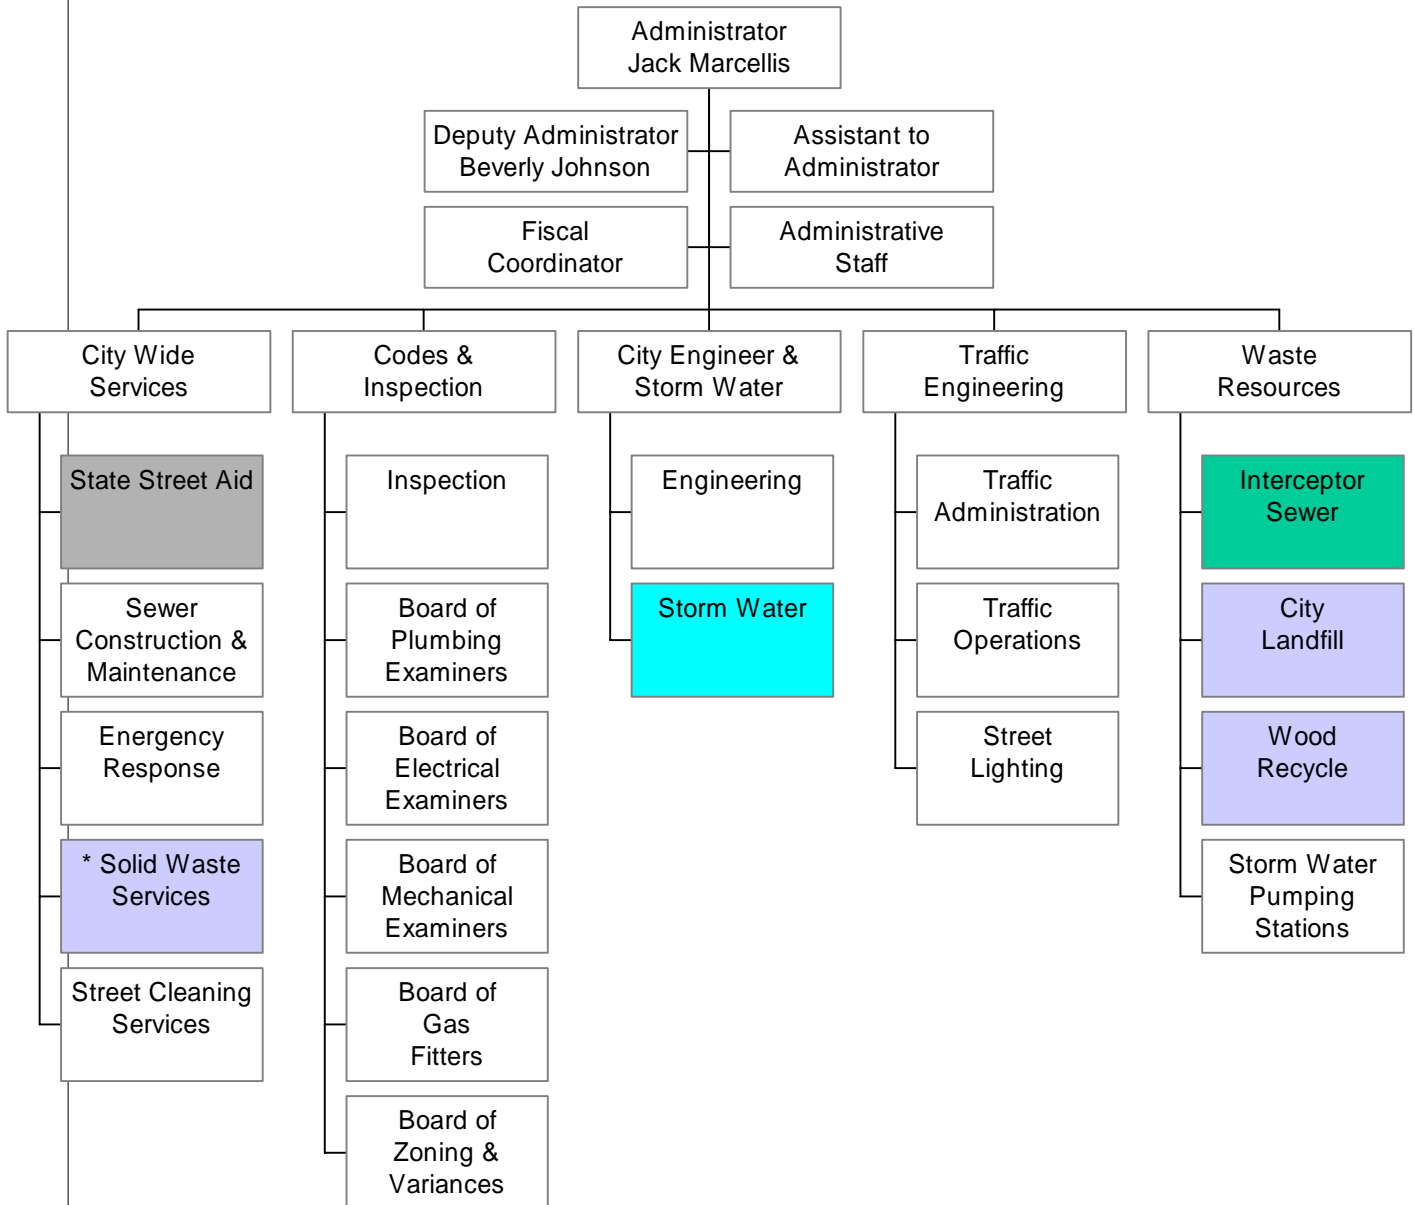 Administrator
Jack Marcellis
Deputy Administrator
Beverly Johnson
Assistant to
Administrator
Fiscal
Coordinator
Administrative
Staff
City Wide
Services
Codes &
Inspection
City Engineer &
Storm Water
Traffic
Engineering
Waste
Resources
State Street Aid
Sewer
Construction &
Maintenance
Energency
Response
* Solid Waste
Services
Street Cleaning
Services
Inspection
Board of
Plumbing
Examiners
Board of
Electrical
Examiners
Board of
Mechanical
Examiners
Board of
Gas
Fitters
Board of
Zoning &
Variances
Engineering
Storm Water
Traffic
Administration
Traffic
Operations
Street
Lighting
Interceptor
Sewer
City
Landfill
Wood
Recycle
Storm Water
Pumping
Stations